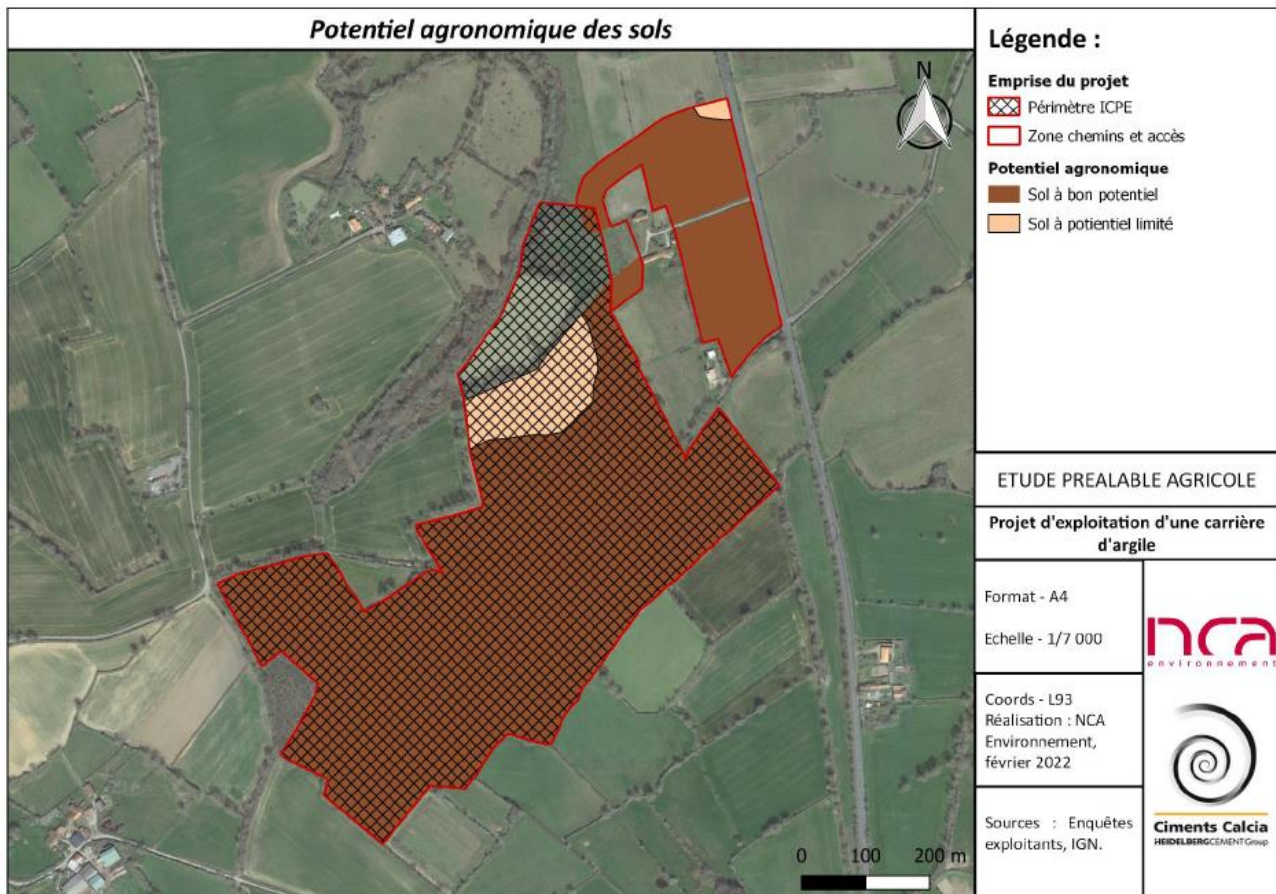 Potentiel agronomique des sols
N
0 100 200 m
Légende :
Emprise du projet
Périmètre ICPE
Zone chemins et accès
Potentiel agronomique
Sol à bon potentiel
Sol à potientiel limité
ETUDE PREALABLE AGRICOLE
Projet d'exploitation d'une carrière
d'argile
Format - A4
Echelle - 1/7 000
nca
environnement
Coords - L93
Réalisation : NCA
Environnement,
février 2022
Sources : Enquêtes
exploitants, IGN.
Ciments Calcia
HEIDELBERGCEMENT Group